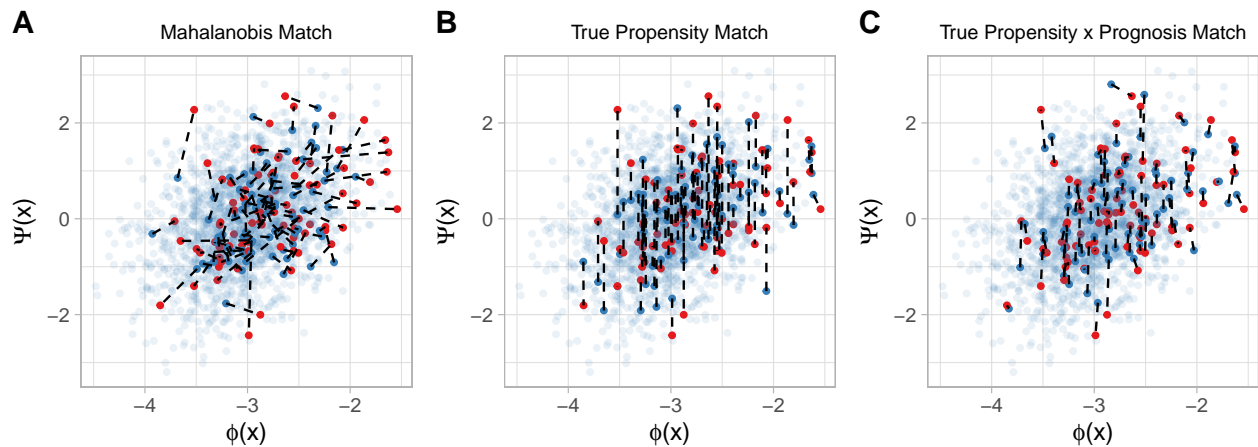 A Mahalanobis Match
B True Propensity Match
C True Propensity x Prognosis Match
Ψ(x)
2
0
−2
−4 −3 −2
ϕ(x)
Ψ(x)
2
0
−2
−4 −3 −2
ϕ(x)
Ψ(x)
2
0
−2
−4 −3 −2
ϕ(x)